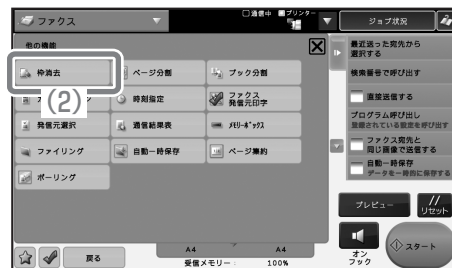 ファクス
通信中
プリンター
ジョブ状況
他の機能
枠消去
ページ分割
ブック分割
(2)
時刻指定
ファクス
発信元印字
発信元選択
通信結果表
メモリーボックス
ファイリング
自動一時保存
ページ集約
ポーリング
戻る
A4
A4
受信メモリー: 100%
最近送った宛先から
選択する
検索番号で呼び出す
直接送信する
プログラム呼び出し
登録されている設定を呼び出す
ファクス宛先と
同じ画像で送信する
自動一時保存
データを一時的に保存する
プレビュー
リセット
オン
フック
スタート